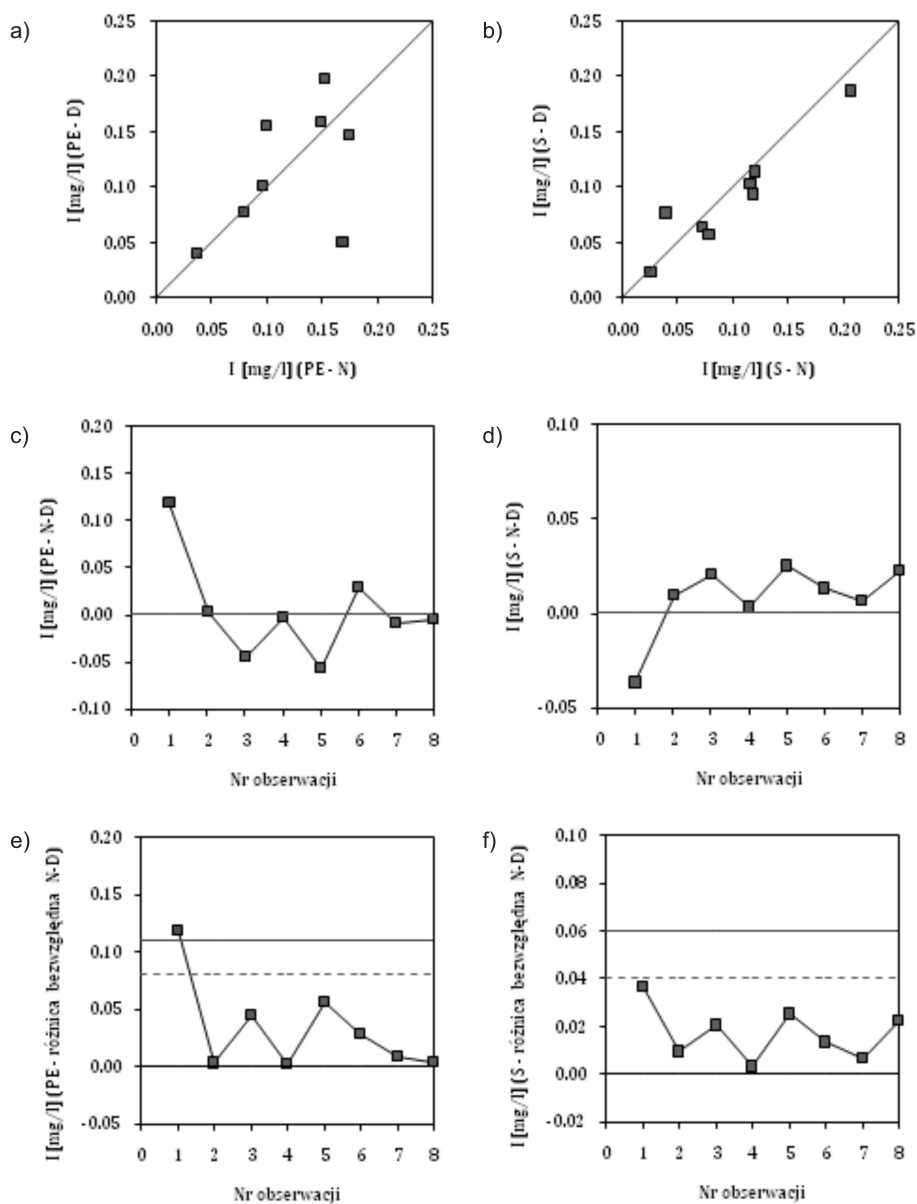 a)
I [mg/l] (PE - D)
0.25
0.20
0.15
0.10
0.05
0.00
0.00 0.05 0.10 0.15 0.20 0.25
I [mg/l] (PE - N)
b)
I [mg/l] (S - D)
0.25
0.20
0.15
0.10
0.05
0.00
0.00 0.05 0.10 0.15 0.20 0.25
I [mg/l] (S - N)
c)
I [mg/l] (PE - N-D)
0.20
0.15
0.10
0.05
0.00
-0.05
-0.10
0 1 2 3 4 5 6 7 8
Nr obserwacji
d)
I [mg/l] (S - N-D)
0.10
0.05
0.00
-0.05
0 1 2 3 4 5 6 7 8
Nr obserwacji
e)
I [mg/l] (PE - różnica bezwzględna N-D)
0.20
0.15
0.10
0.05
0.00
-0.05
0 1 2 3 4 5 6 7 8
Nr obserwacji
f)
I [mg/l] (S - różnica bezwzględna N-D)
0.10
0.08
0.06
0.04
0.02
0.00
-0.02
0 1 2 3 4 5 6 7 8
Nr obserwacji